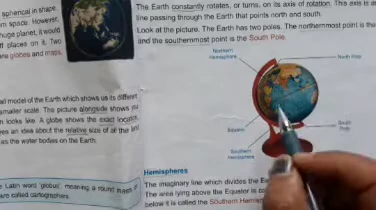 The Earth constantly rotates, or turns, on its axis of rotation. This axis is a
line passing through the Earth that points north and south.
Look at the picture. The Earth has two poles. The northernmost point is the
and the southernmost point is the South Pole.
spherical in shape.
space. However,
huge planet, it would
places on it. Two
are globes and maps.
Northern
Hemisphere
North Pole
Equator
South
Pole
Southern
Hemisphere
model of the Earth which shows us its different
smaller scale. The picture alongside shows you
looks like. A globe shows the exact location,
an idea about the relative size of all the land
as the water bodies on the Earth.
Latin word 'globus' meaning a round mass of
are called cartographers.
Hemispheres
The imaginary line which divides the
The area lying above the Equator is
below it is called the Southern